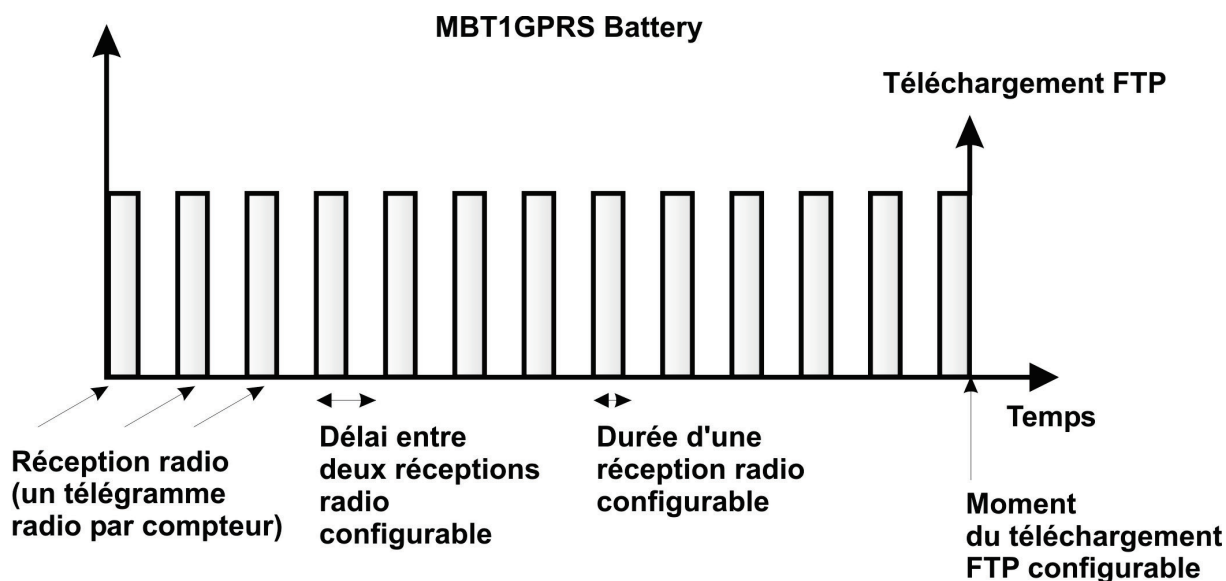 MBT1GPRS Battery
Téléchargement FTP
Temps
Réception radio
(un télégramme
radio par compteur)
Délai entre
deux réceptions
radio
configurable
Durée d'une
réception radio
configurable
Moment
du téléchargement
FTP configurable